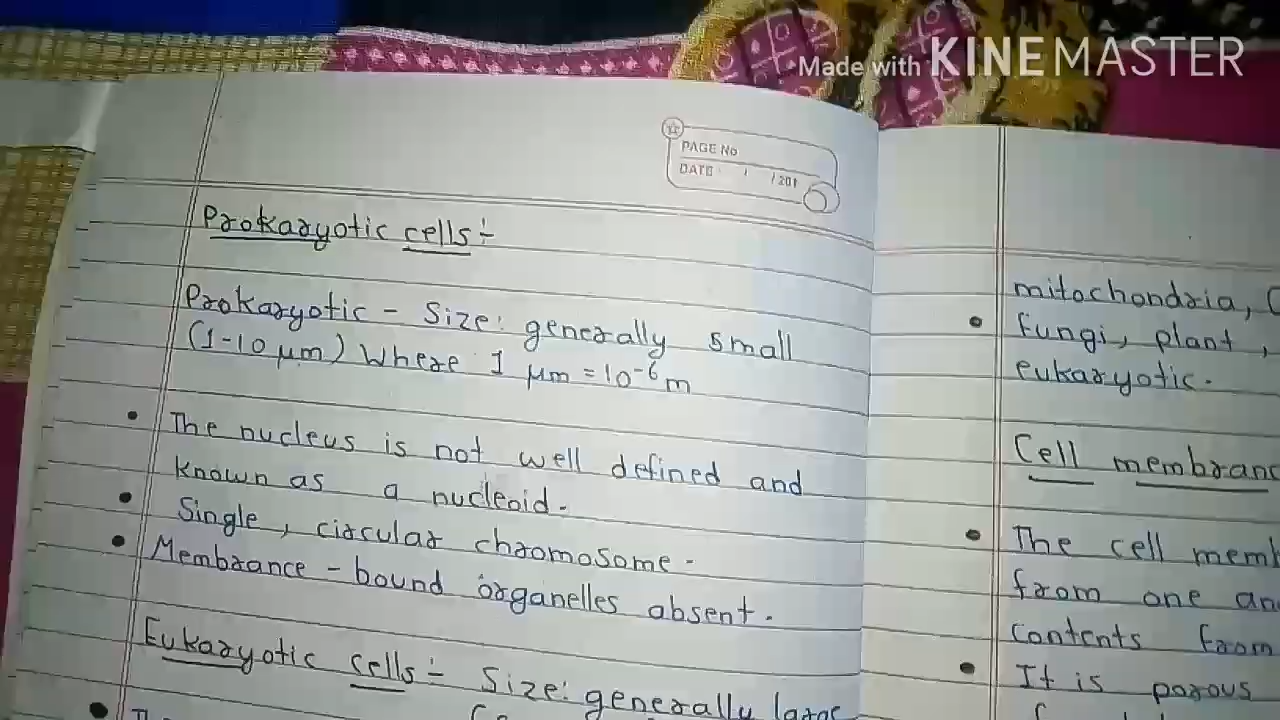 Made with KINEMASTER
PAGE No
DATE / /201
Prokaryotic cells:-
Prokaryotic - Size: generally small
(1-10 μm) Where 1 μm = 10⁻⁶ m
• The nucleus is not well defined and
known as a nucleoid.
• Single, circular chromosome.
• Membrance-bound organelles absent.
Eukaryotic cells:- Size: generally large
mitochondria,
• fungi, plant,
eukaryotic.
Cell membran
• The cell mem
from one an
contents from
• It is porous